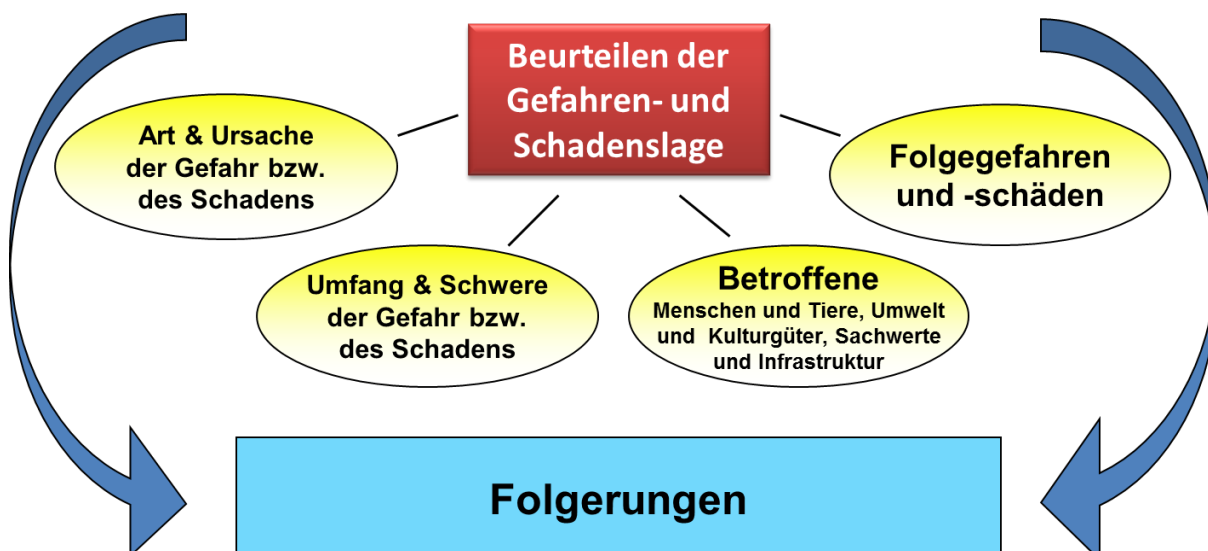 Beurteilen der
Gefahren- und
Schadenslage
Art & Ursache
der Gefahr bzw.
des Schadens
Folgegefahren
und -schäden
Umfang & Schwere
der Gefahr bzw.
des Schadens
Betroffene
Menschen und Tiere, Umwelt
und Kulturgüter, Sachwerte
und Infrastruktur
Folgerungen